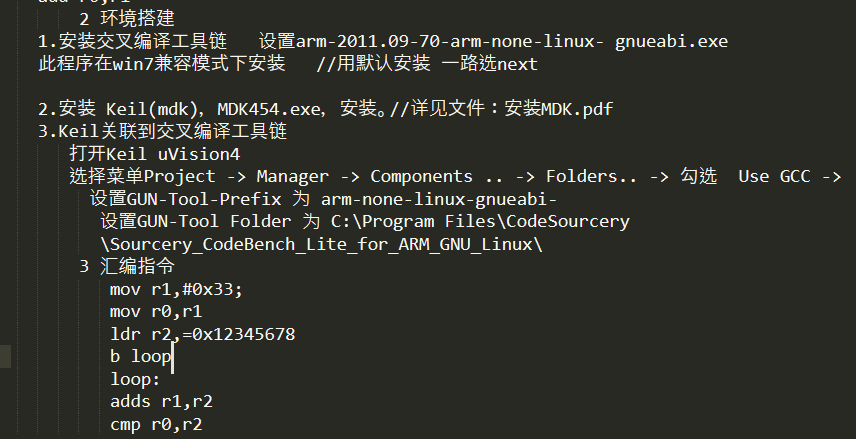 add r0,r1
2 环境搭建
1.安装交叉编译工具链   设置arm-2011.09-70-arm-none-linux- gnueabi.exe
此程序在win7兼容模式下安装   //用默认安装 一路选next
2.安装 Keil(mdk), MDK454.exe, 安装。//详见文件：安装MDK.pdf
3.Keil关联到交叉编译工具链
打开Keil uVision4
选择菜单Project -> Manager -> Components .. -> Folders.. -> 勾选  Use GCC ->
设置GUN-Tool-Prefix 为 arm-none-linux-gnueabi-
设置GUN-Tool Folder 为 C:\Program Files\CodeSourcery
\Sourcery_CodeBench_Lite_for_ARM_GNU_Linux\
3 汇编指令
mov r1,#0x33;
mov r0,r1
ldr r2,=0x12345678
b loop
loop:
adds r1,r2
cmp r0,r2